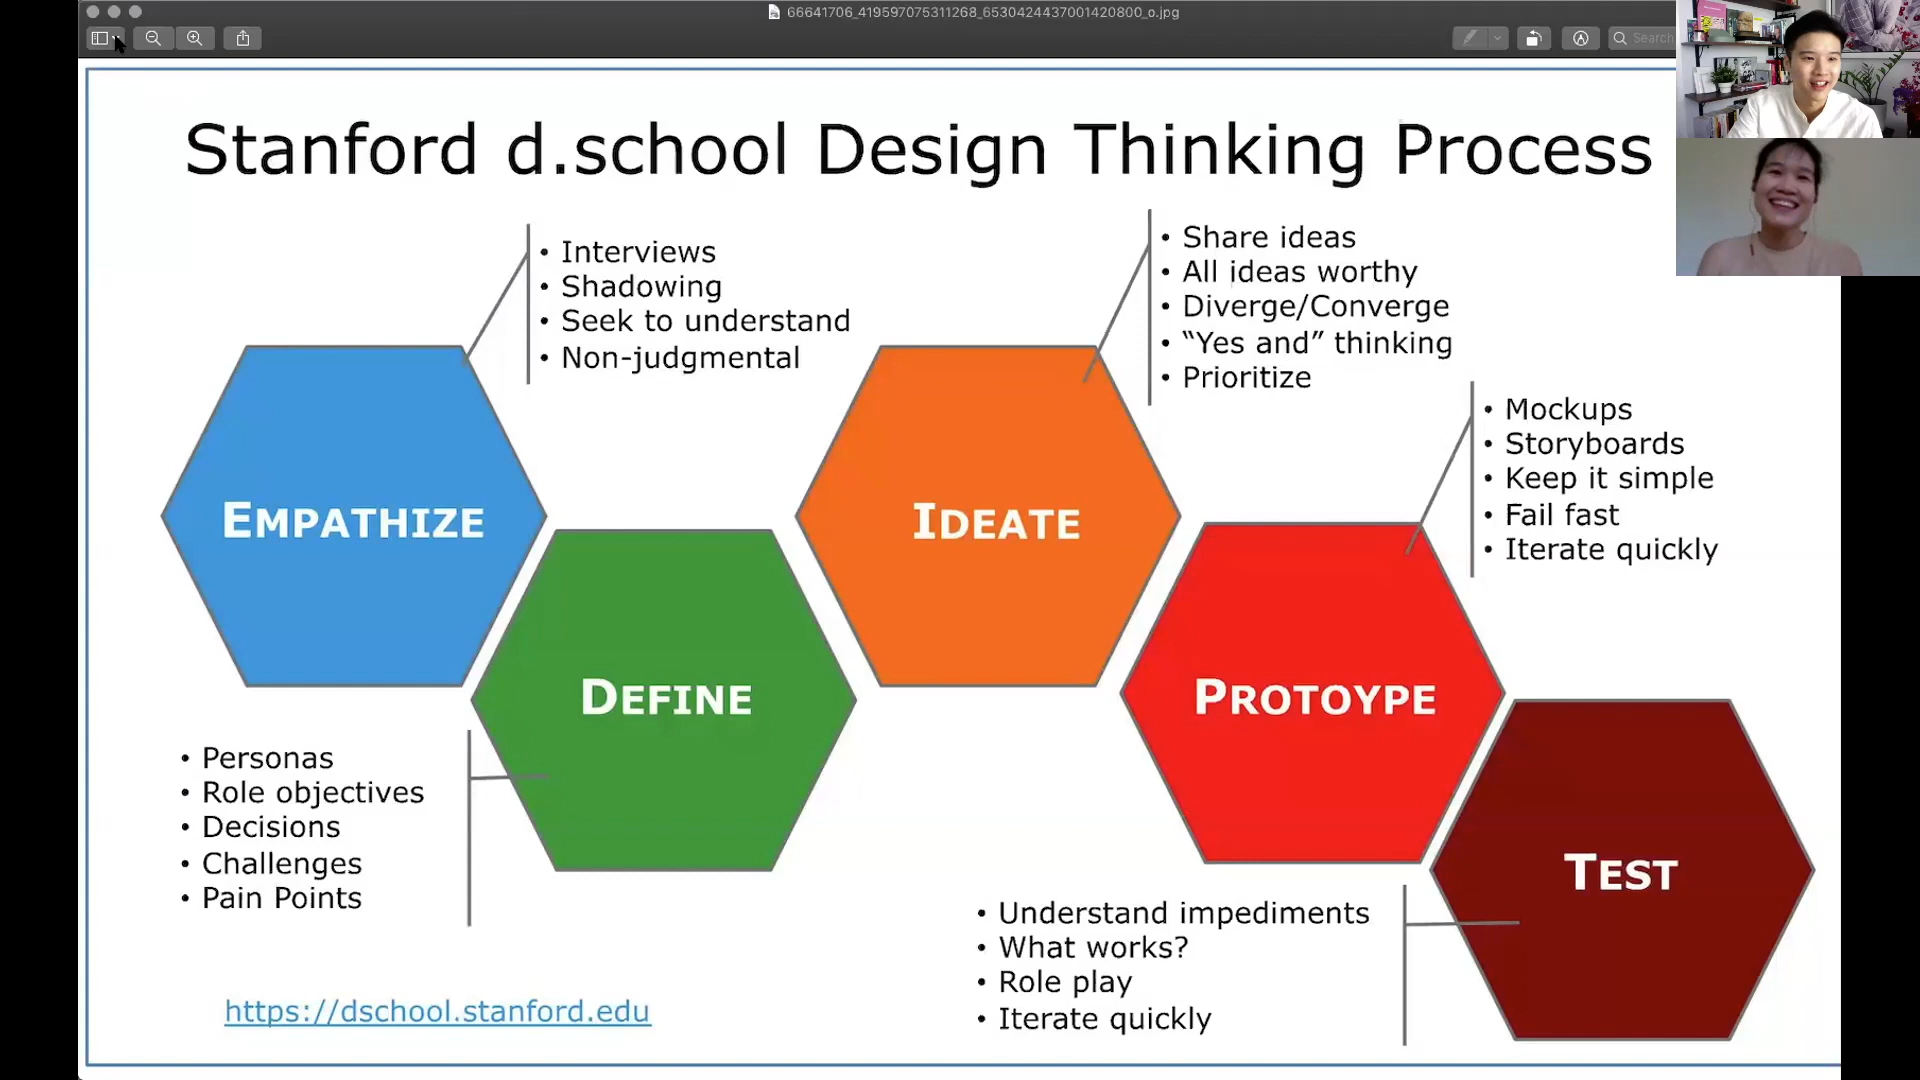 66641706_419597075311268_6530424437001420800_o.jpg
Search
Stanford d.school Design Thinking Process
• Interviews
• Shadowing
• Seek to understand
• Non-judgmental
• Share ideas
• All ideas worthy
• Diverge/Converge
• “Yes and” thinking
• Prioritize
• Mockups
• Storyboards
• Keep it simple
• Fail fast
• Iterate quickly
EMPATHIZE
IDEATE
DEFINE
PROTOYPE
TEST
• Personas
• Role objectives
• Decisions
• Challenges
• Pain Points
• Understand impediments
• What works?
• Role play
• Iterate quickly
https://dschool.stanford.edu